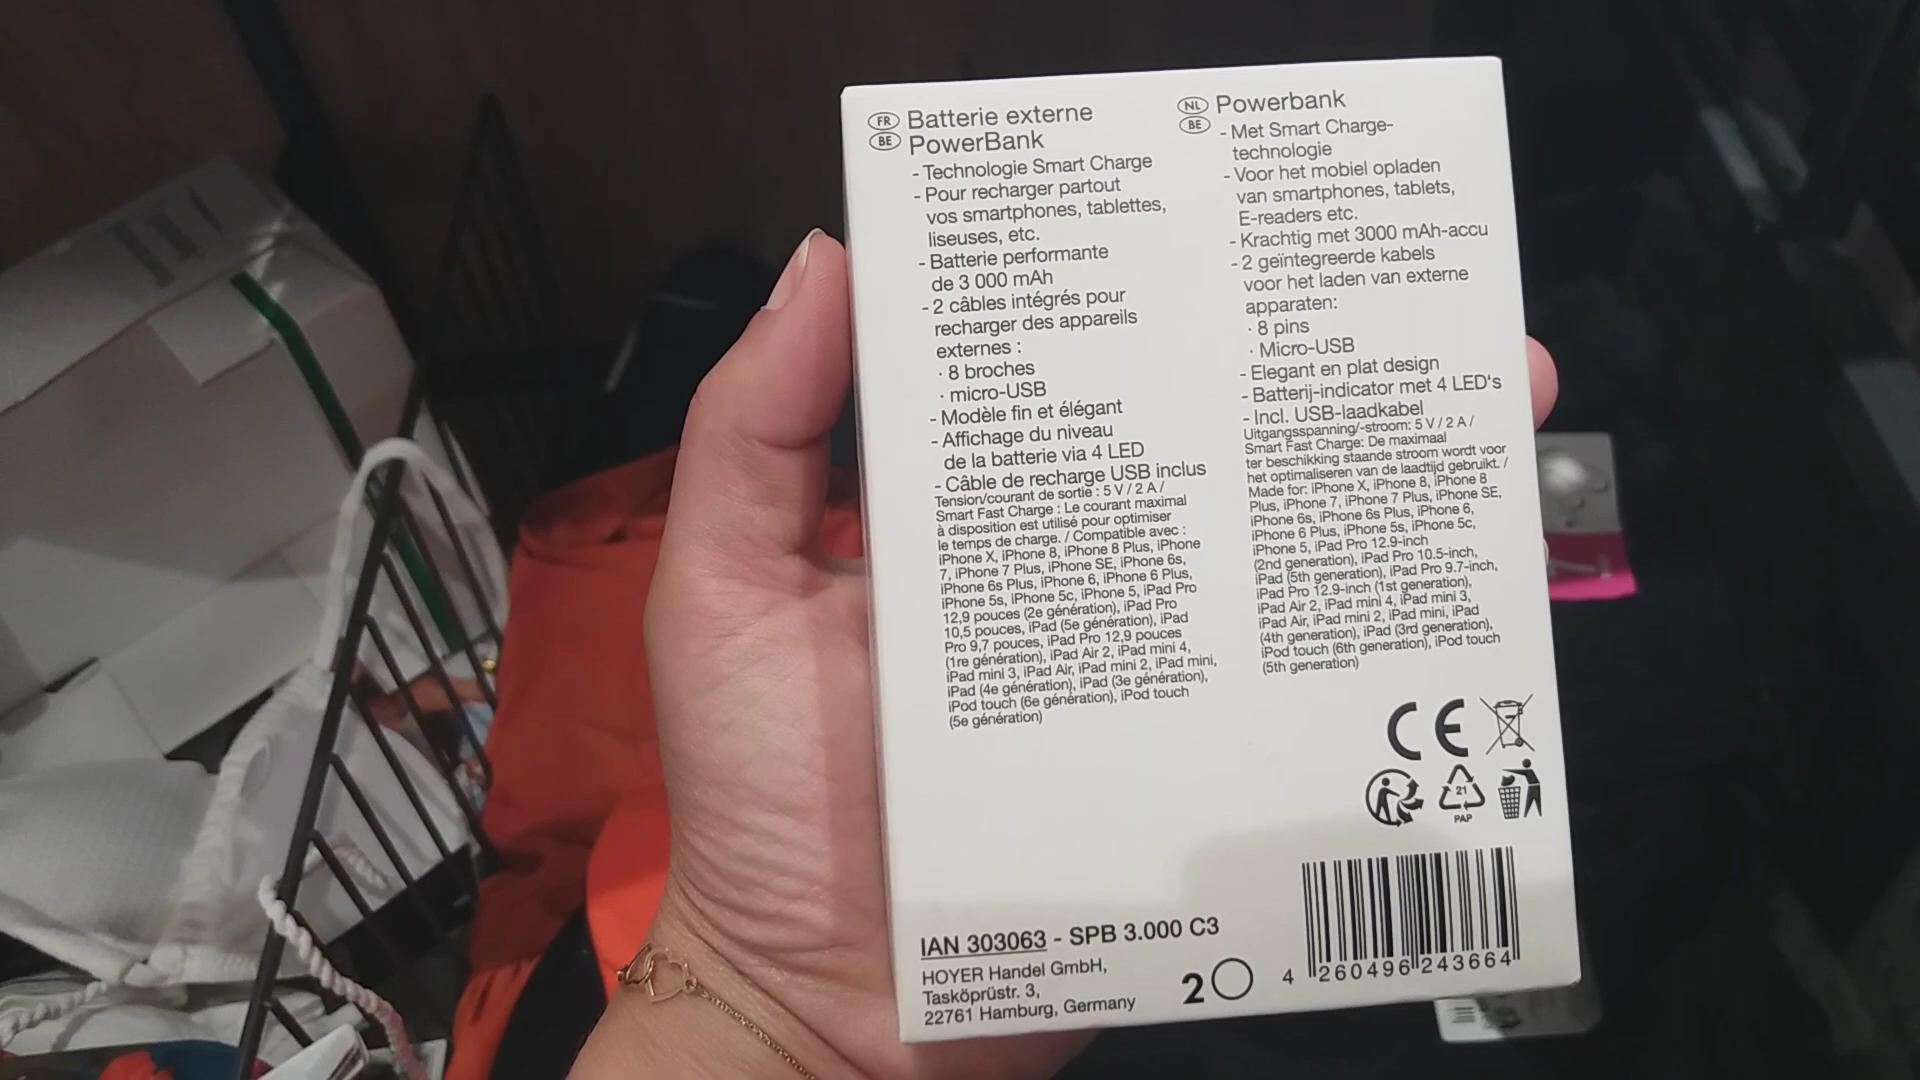 FR
BE
Batterie externe
PowerBank
- Technologie Smart Charge
- Pour recharger partout
vos smartphones, tablettes,
liseuses, etc.
- Batterie performante
de 3 000 mAh
- 2 câbles intégrés pour
recharger des appareils
externes :
· 8 broches
· micro-USB
- Modèle fin et élégant
- Affichage du niveau
de la batterie via 4 LED
- Câble de recharge USB inclus
Tension/courant de sortie : 5 V / 2 A /
Smart Fast Charge : Le courant maximal
à disposition est utilisé pour optimiser
le temps de charge. / Compatible avec :
iPhone X, iPhone 8, iPhone 8 Plus, iPhone
7, iPhone 7 Plus, iPhone SE, iPhone 6s,
iPhone 6s Plus, iPhone 6, iPhone 6 Plus,
iPhone 5s, iPhone 5c, iPhone 5, iPad Pro
12,9 pouces (2e génération), iPad Pro
10,5 pouces, iPad (5e génération), iPad
Pro 9,7 pouces, iPad Pro 12,9 pouces
(1re génération), iPad Air 2, iPad mini 4,
iPad mini 3, iPad Air, iPad mini 2, iPad mini,
iPad (4e génération), iPad (3e génération),
iPod touch (6e génération), iPod touch
(5e génération)
NL
BE
Powerbank
- Met Smart Charge-
technologie
- Voor het mobiel opladen
van smartphones, tablets,
E-readers etc.
- Krachtig met 3000 mAh-accu
- 2 geïntegreerde kabels
voor het laden van externe
apparaten:
· 8 pins
· Micro-USB
- Elegant en plat design
- Batterij-indicator met 4 LED's
- Incl. USB-laadkabel
Uitgangsspanning/-stroom: 5 V / 2 A /
Smart Fast Charge: De maximaal
ter beschikking staande stroom wordt voor
het optimaliseren van de laadtijd gebruikt. /
Made for: iPhone X, iPhone 8, iPhone 8
Plus, iPhone 7, iPhone 7 Plus, iPhone SE,
iPhone 6s, iPhone 6s Plus, iPhone 6,
iPhone 6 Plus, iPhone 5s, iPhone 5c,
iPhone 5, iPad Pro 12.9-inch
(2nd generation), iPad Pro 10.5-inch,
iPad (5th generation), iPad Pro 9.7-inch,
iPad Pro 12.9-inch (1st generation),
iPad Air 2, iPad mini 4, iPad mini 3,
iPad Air, iPad mini 2, iPad mini, iPad
(4th generation), iPad (3rd generation),
iPod touch (6th generation), iPod touch
(5th generation)
CE
21
PAP
IAN 303063 - SPB 3.000 C3
HOYER Handel GmbH,
Tasköprüstr. 3,
22761 Hamburg, Germany
2
4 260496 243664